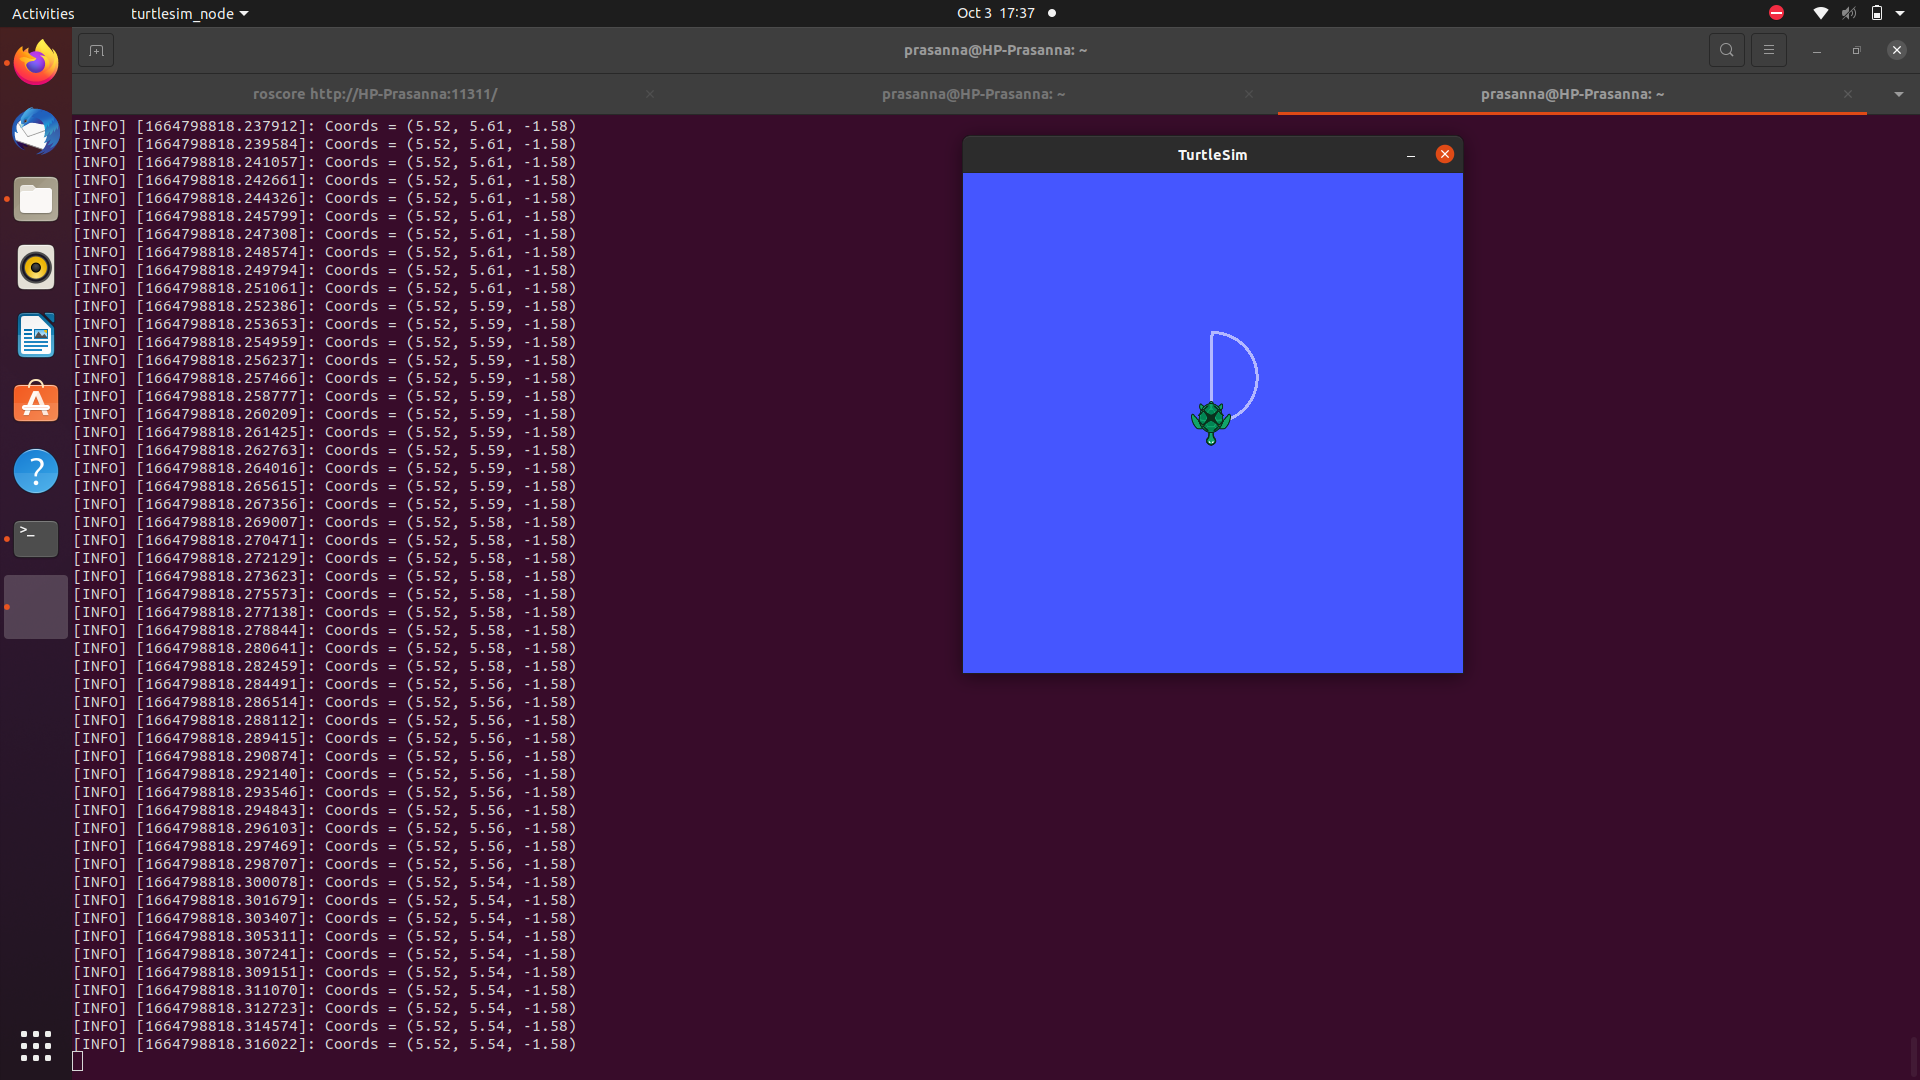 Activities
turtlesim_node
Oct 3 17:37
prasanna@HP-Prasanna: ~
roscore http://HP-Prasanna:11311/
prasanna@HP-Prasanna: ~
prasanna@HP-Prasanna: ~
[INFO] [1664798818.237912]: Coords = (5.52, 5.61, -1.58)
[INFO] [1664798818.239584]: Coords = (5.52, 5.61, -1.58)
[INFO] [1664798818.241057]: Coords = (5.52, 5.61, -1.58)
[INFO] [1664798818.242661]: Coords = (5.52, 5.61, -1.58)
[INFO] [1664798818.244326]: Coords = (5.52, 5.61, -1.58)
[INFO] [1664798818.245799]: Coords = (5.52, 5.61, -1.58)
[INFO] [1664798818.247308]: Coords = (5.52, 5.61, -1.58)
[INFO] [1664798818.248574]: Coords = (5.52, 5.61, -1.58)
[INFO] [1664798818.249794]: Coords = (5.52, 5.61, -1.58)
[INFO] [1664798818.251061]: Coords = (5.52, 5.61, -1.58)
[INFO] [1664798818.252386]: Coords = (5.52, 5.59, -1.58)
[INFO] [1664798818.253653]: Coords = (5.52, 5.59, -1.58)
[INFO] [1664798818.254959]: Coords = (5.52, 5.59, -1.58)
[INFO] [1664798818.256237]: Coords = (5.52, 5.59, -1.58)
[INFO] [1664798818.257466]: Coords = (5.52, 5.59, -1.58)
[INFO] [1664798818.258777]: Coords = (5.52, 5.59, -1.58)
[INFO] [1664798818.260209]: Coords = (5.52, 5.59, -1.58)
[INFO] [1664798818.261425]: Coords = (5.52, 5.59, -1.58)
[INFO] [1664798818.262763]: Coords = (5.52, 5.59, -1.58)
[INFO] [1664798818.264016]: Coords = (5.52, 5.59, -1.58)
[INFO] [1664798818.265615]: Coords = (5.52, 5.59, -1.58)
[INFO] [1664798818.267356]: Coords = (5.52, 5.59, -1.58)
[INFO] [1664798818.269007]: Coords = (5.52, 5.58, -1.58)
[INFO] [1664798818.270471]: Coords = (5.52, 5.58, -1.58)
[INFO] [1664798818.272129]: Coords = (5.52, 5.58, -1.58)
[INFO] [1664798818.273623]: Coords = (5.52, 5.58, -1.58)
[INFO] [1664798818.275573]: Coords = (5.52, 5.58, -1.58)
[INFO] [1664798818.277138]: Coords = (5.52, 5.58, -1.58)
[INFO] [1664798818.278844]: Coords = (5.52, 5.58, -1.58)
[INFO] [1664798818.280641]: Coords = (5.52, 5.58, -1.58)
[INFO] [1664798818.282459]: Coords = (5.52, 5.58, -1.58)
[INFO] [1664798818.284491]: Coords = (5.52, 5.56, -1.58)
[INFO] [1664798818.286514]: Coords = (5.52, 5.56, -1.58)
[INFO] [1664798818.288112]: Coords = (5.52, 5.56, -1.58)
[INFO] [1664798818.289415]: Coords = (5.52, 5.56, -1.58)
[INFO] [1664798818.290874]: Coords = (5.52, 5.56, -1.58)
[INFO] [1664798818.292140]: Coords = (5.52, 5.56, -1.58)
[INFO] [1664798818.293546]: Coords = (5.52, 5.56, -1.58)
[INFO] [1664798818.294843]: Coords = (5.52, 5.56, -1.58)
[INFO] [1664798818.296103]: Coords = (5.52, 5.56, -1.58)
[INFO] [1664798818.297469]: Coords = (5.52, 5.56, -1.58)
[INFO] [1664798818.298707]: Coords = (5.52, 5.56, -1.58)
[INFO] [1664798818.300078]: Coords = (5.52, 5.54, -1.58)
[INFO] [1664798818.301679]: Coords = (5.52, 5.54, -1.58)
[INFO] [1664798818.303407]: Coords = (5.52, 5.54, -1.58)
[INFO] [1664798818.305311]: Coords = (5.52, 5.54, -1.58)
[INFO] [1664798818.307241]: Coords = (5.52, 5.54, -1.58)
[INFO] [1664798818.309151]: Coords = (5.52, 5.54, -1.58)
[INFO] [1664798818.311070]: Coords = (5.52, 5.54, -1.58)
[INFO] [1664798818.312723]: Coords = (5.52, 5.54, -1.58)
[INFO] [1664798818.314574]: Coords = (5.52, 5.54, -1.58)
[INFO] [1664798818.316022]: Coords = (5.52, 5.54, -1.58)
TurtleSim